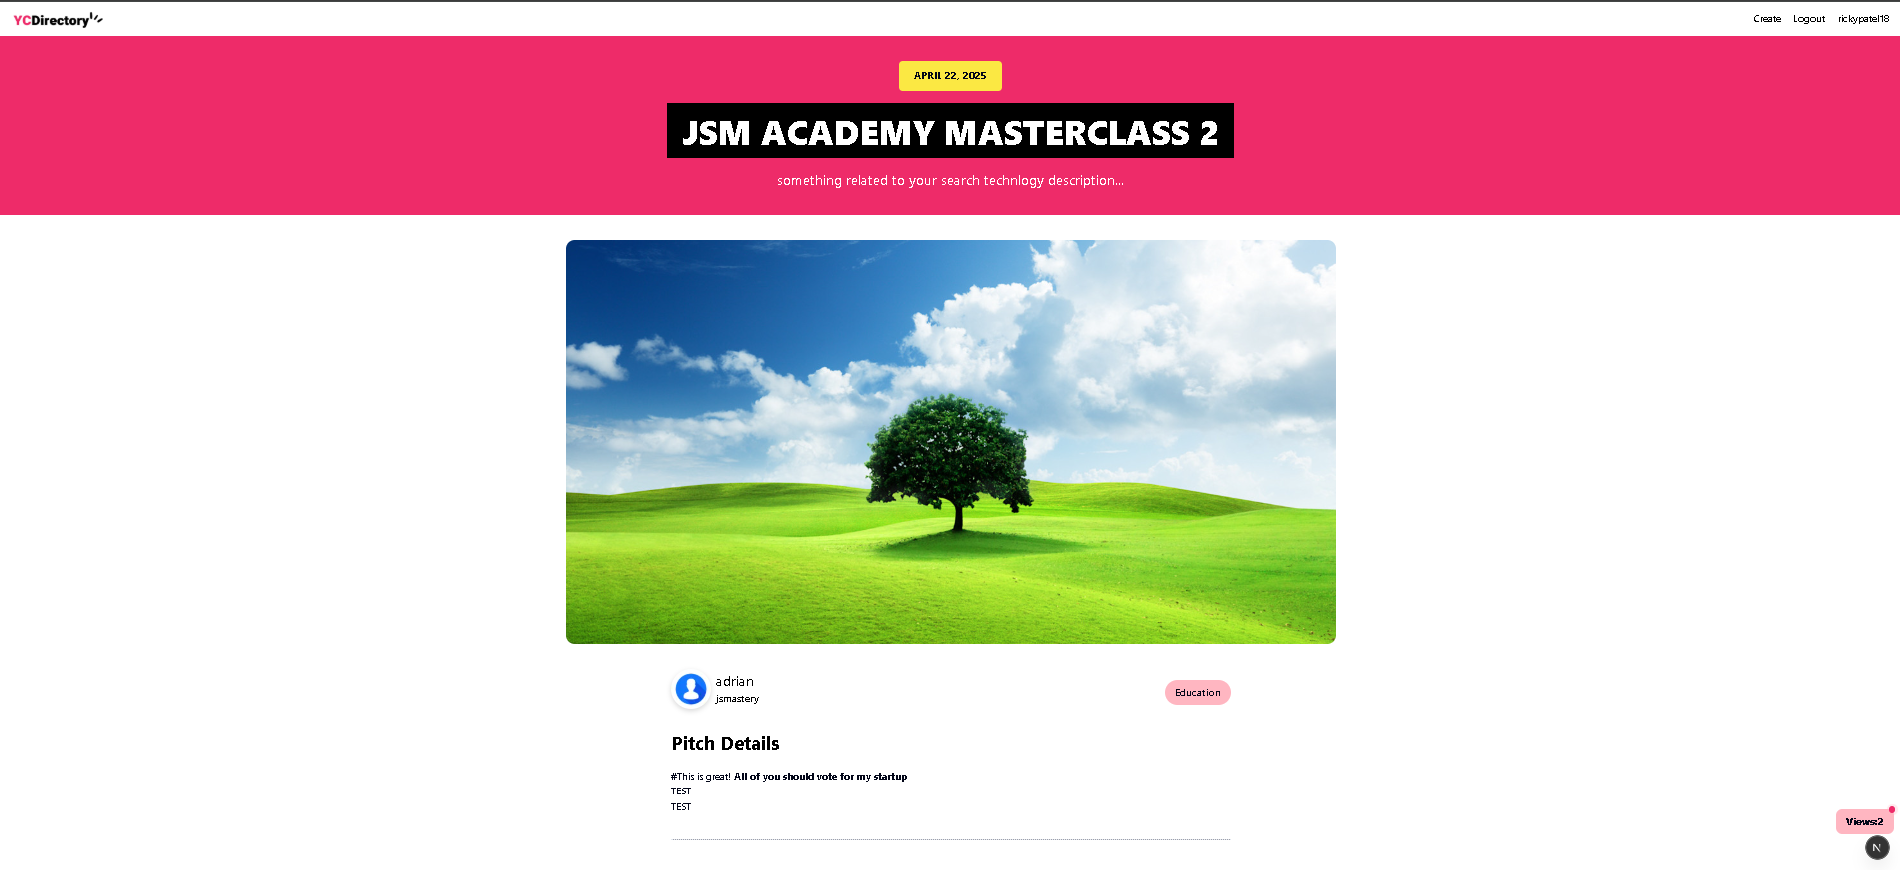 YCDirectory
Create Logout rickypatel18
APRIL 22, 2025
JSM ACADEMY MASTERCLASS 2
something related to your search technlogy description...
adrian
jsmastery
Education
Pitch Details
#This is great! All of you should vote for my startup
TEST
TEST
Views:2
N